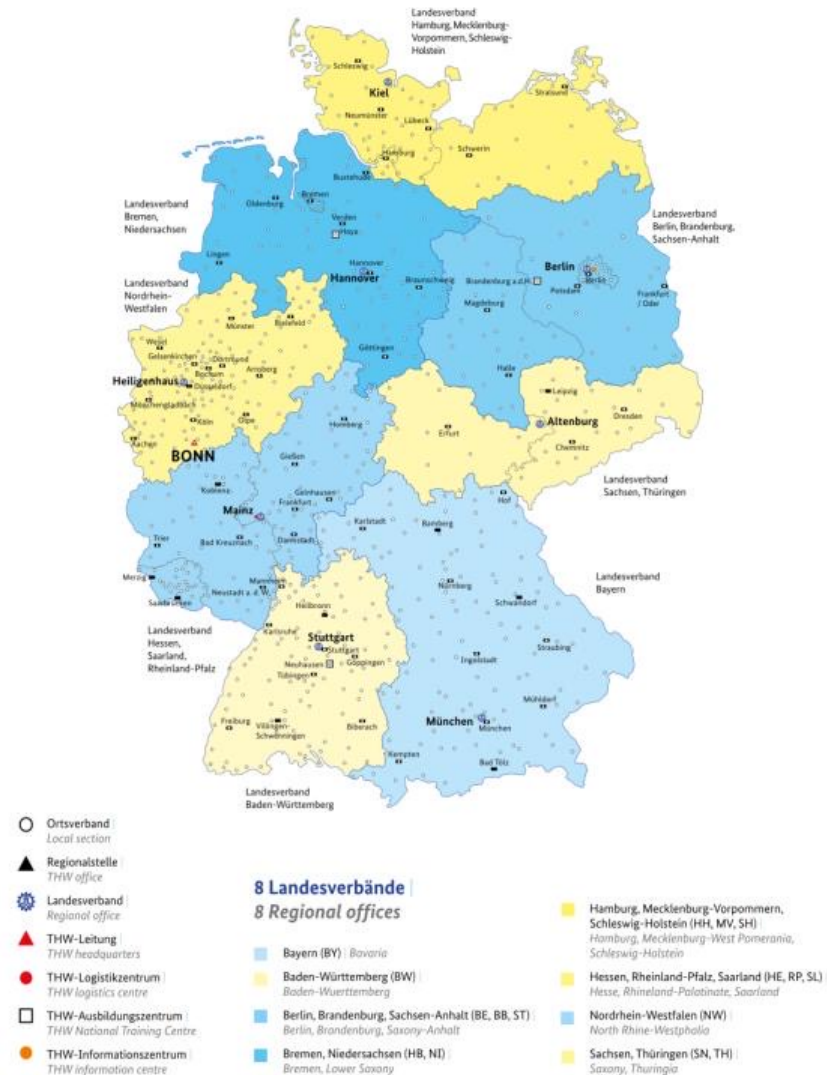 Landesverband
Hamburg, Mecklenburg-
Vorpommern, Schleswig-
Holstein
Schleswig
Kiel
Stralsund
Neumünster
Lübeck
Hamburg
Schwerin
Buxtehude
Bremen
Oldenburg
Landesverband
Bremen,
Niedersachsen
Verden
Hoya
Landesverband
Berlin, Brandenburg,
Sachsen-Anhalt
Lingen
Hannover
Hannover
Braunschweig
Brandenburg a.d.H.
Berlin
Berlin
Potsdam
Frankfurt
/ Oder
Magdeburg
Landesverband
Nordrhein-
Westfalen
Münster
Bielefeld
Wesel
Gelsenkirchen
Dortmund
Bochum
Göttingen
Halle
Arnsberg
Heiligenhaus
Düsseldorf
Leipzig
Mönchengladbach
Köln
Olpe
Homberg
Erfurt
Altenburg
Dresden
Aachen
Chemnitz
BONN
Gießen
Landesverband
Sachsen, Thüringen
Koblenz
Gelnhausen
Frankfurt
Hof
Mainz
Karlstadt
Bamberg
Trier
Bad Kreuznach
Darmstadt
Merzig
Mannheim
Neustadt a. d. W.
Nürnberg
Landesverband
Bayern
Saarbrücken
Schwandorf
Heilbronn
Landesverband
Hessen,
Saarland,
Rheinland-Pfalz
Karlsruhe
Stuttgart
Stuttgart
Straubing
Neuhausen
Göppingen
Ingolstadt
Tübingen
Mühldorf
Freiburg
Villingen-
Schwenningen
Biberach
München
München
Kempten
Bad Tölz
Landesverband
Baden-Württemberg
Ortsverband |
Local section
Regionalstelle |
THW office
Landesverband |
Regional office
THW-Leitung |
THW headquarters
THW-Logistikzentrum |
THW logistics centre
THW-Ausbildungszentrum |
THW National Training Centre
THW-Informationszentrum |
THW information centre
8 Landesverbände |
8 Regional offices
Bayern (BY) | Bavaria
Baden-Württemberg (BW) |
Baden-Wuerttemberg
Berlin, Brandenburg, Sachsen-Anhalt (BE, BB, ST) |
Berlin, Brandenburg, Saxony-Anhalt
Bremen, Niedersachsen (HB, NI) |
Bremen, Lower Saxony
Hamburg, Mecklenburg-Vorpommern,
Schleswig-Holstein (HH, MV, SH) |
Hamburg, Mecklenburg-West Pomerania,
Schleswig-Holstein
Hessen, Rheinland-Pfalz, Saarland (HE, RP, SL) |
Hesse, Rhineland-Palatinate, Saarland
Nordrhein-Westfalen (NW) |
North Rhine-Westphalia
Sachsen, Thüringen (SN, TH) |
Saxony, Thuringia